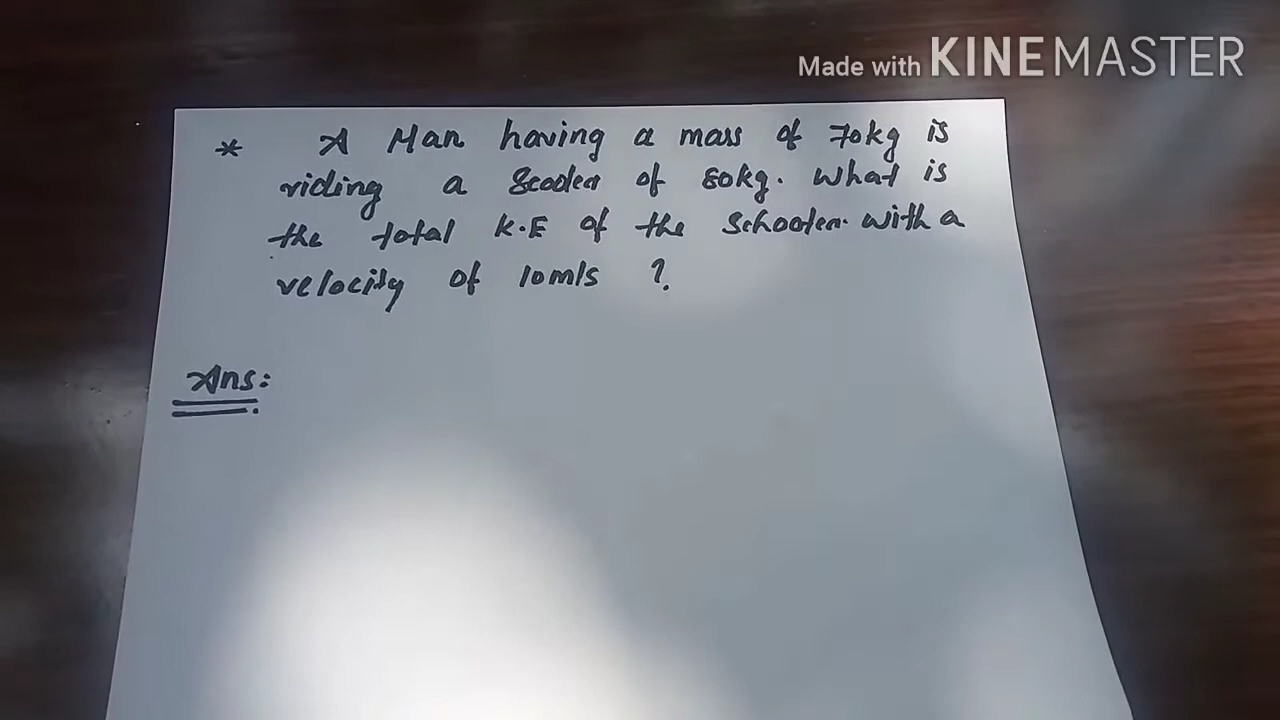 Made with KINEMASTER
* A Man having a mass of 70kg is
riding a Scooter of 80kg. What is
the total K.E of the Schooter with a
velocity of 10m/s ?
Ans: